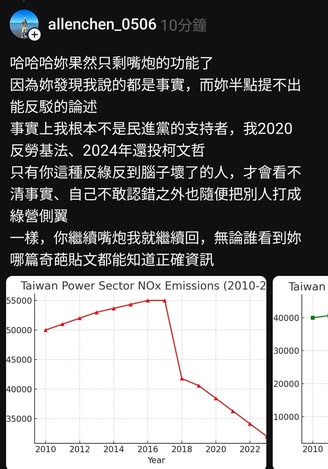 allenchen_0506 10分鐘
哈哈哈妳果然只剩嘴炮的功能了
因為妳發現我說的都是事實，而妳半點提不出
能反駁的論述
事實上我根本不是民進黨的支持者，我2020
反勞基法、2024年還投柯文哲
只有你這種反綠反到腦子壞了的人，才會看不
清事實、自己不敢認錯之外也隨便把別人打成
綠營側翼
一樣，你繼續嘴炮我就繼續回，無論誰看到妳
哪篇奇葩貼文都能知道正確資訊
Taiwan Power Sector NOx Emissions (2010-2
55000
50000
45000
40000
35000
2010 2012 2014 2016 2018 2020 2022
Year
Taiwan
40000
30000
20000
10000
2010